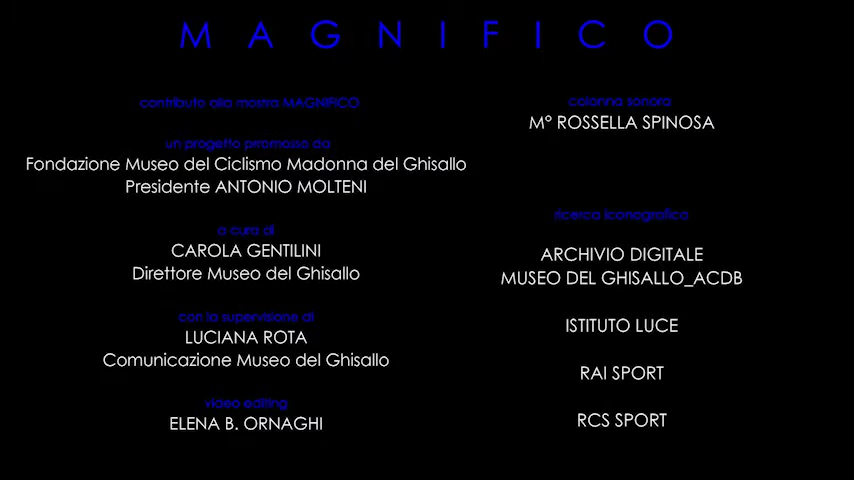 MAGNIFICO
contributo alla mostra MAGNIFICO
un progetto promosso da
Fondazione Museo del Ciclismo Madonna del Ghisallo
Presidente ANTONIO MOLTENI
a cura di
CAROLA GENTILINI
Direttore Museo del Ghisallo
con la supervisione di
LUCIANA ROTA
Comunicazione Museo del Ghisallo
video editing
ELENA B. ORNAGHI
colonna sonora
M° ROSSELLA SPINOSA
ricerca iconografica
ARCHIVIO DIGITALE
MUSEO DEL GHISALLO_ACDB
ISTITUTO LUCE
RAI SPORT
RCS SPORT